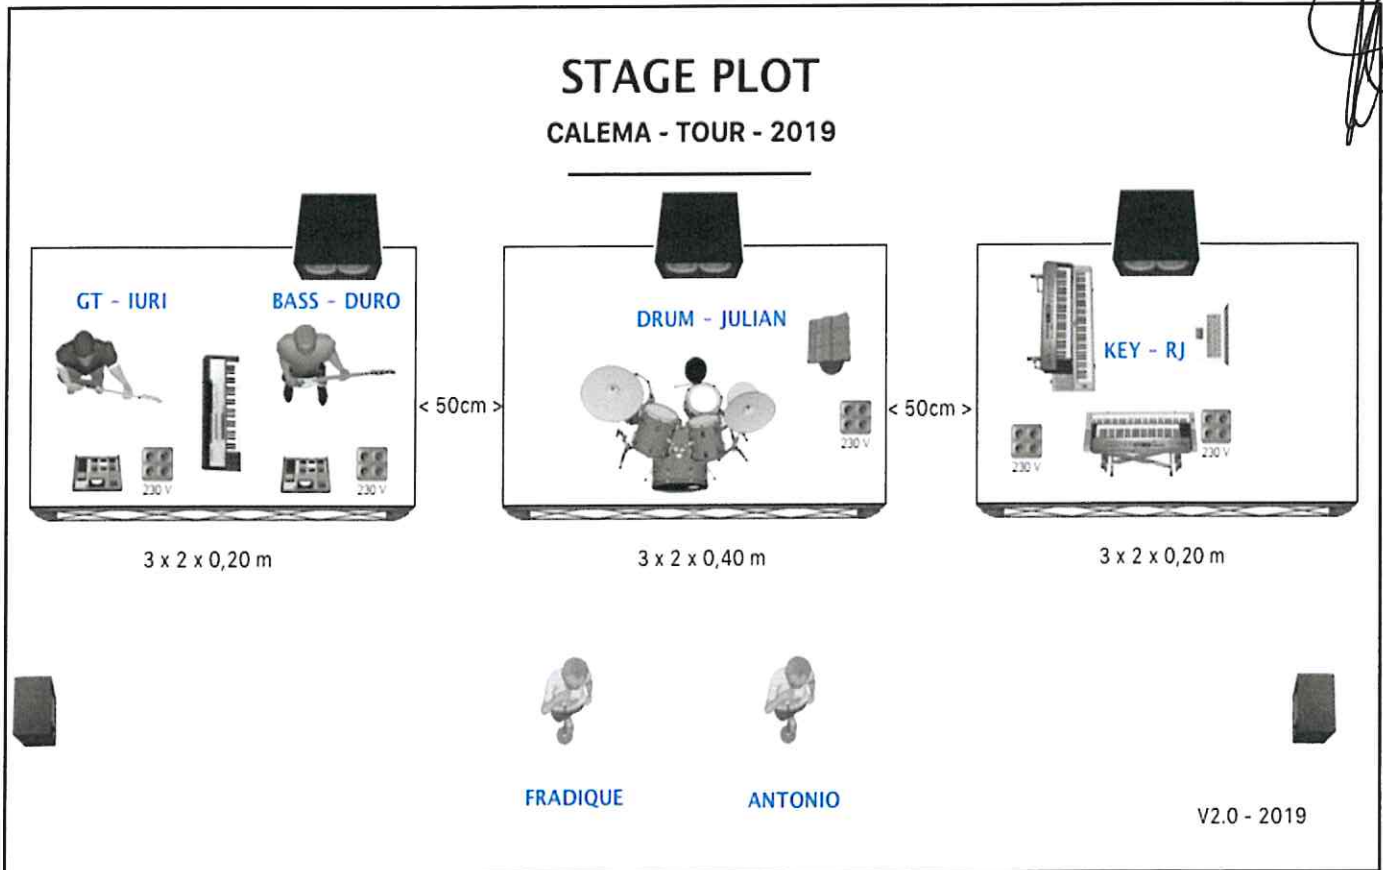 STAGE PLOT
CALEMA - TOUR - 2019
GT - IURI
BASS - DURO
DRUM - JULIAN
KEY - RJ
< 50cm >
< 50cm >
230 V
230 V
230 V
230 V
230 V
3 x 2 x 0,20 m
3 x 2 x 0,40 m
3 x 2 x 0,20 m
FRADIQUE
ANTONIO
V2.0 - 2019